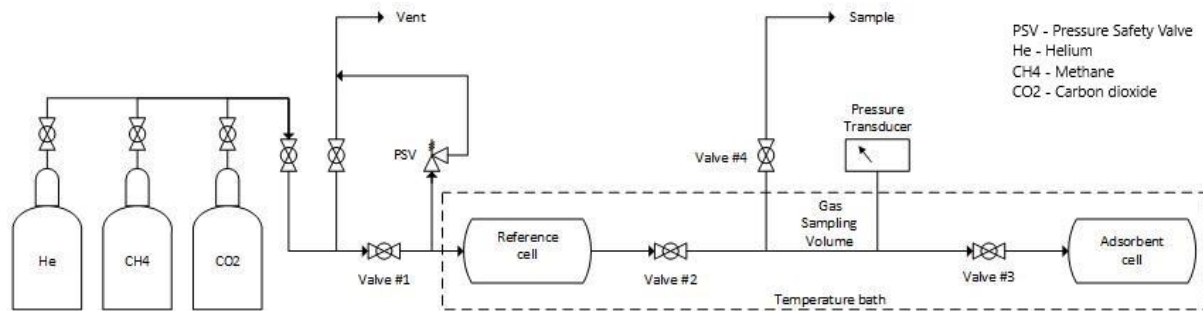 Vent
Sample
PSV - Pressure Safety Valve
He - Helium
CH4 - Methane
CO2 - Carbon dioxide
Pressure
Transducer
PSV
Valve #4
Gas
Sampling
Volume
Reference
cell
Adsorbent
cell
He
CH4
CO2
Valve #1
Valve #2
Valve #3
Temperature bath